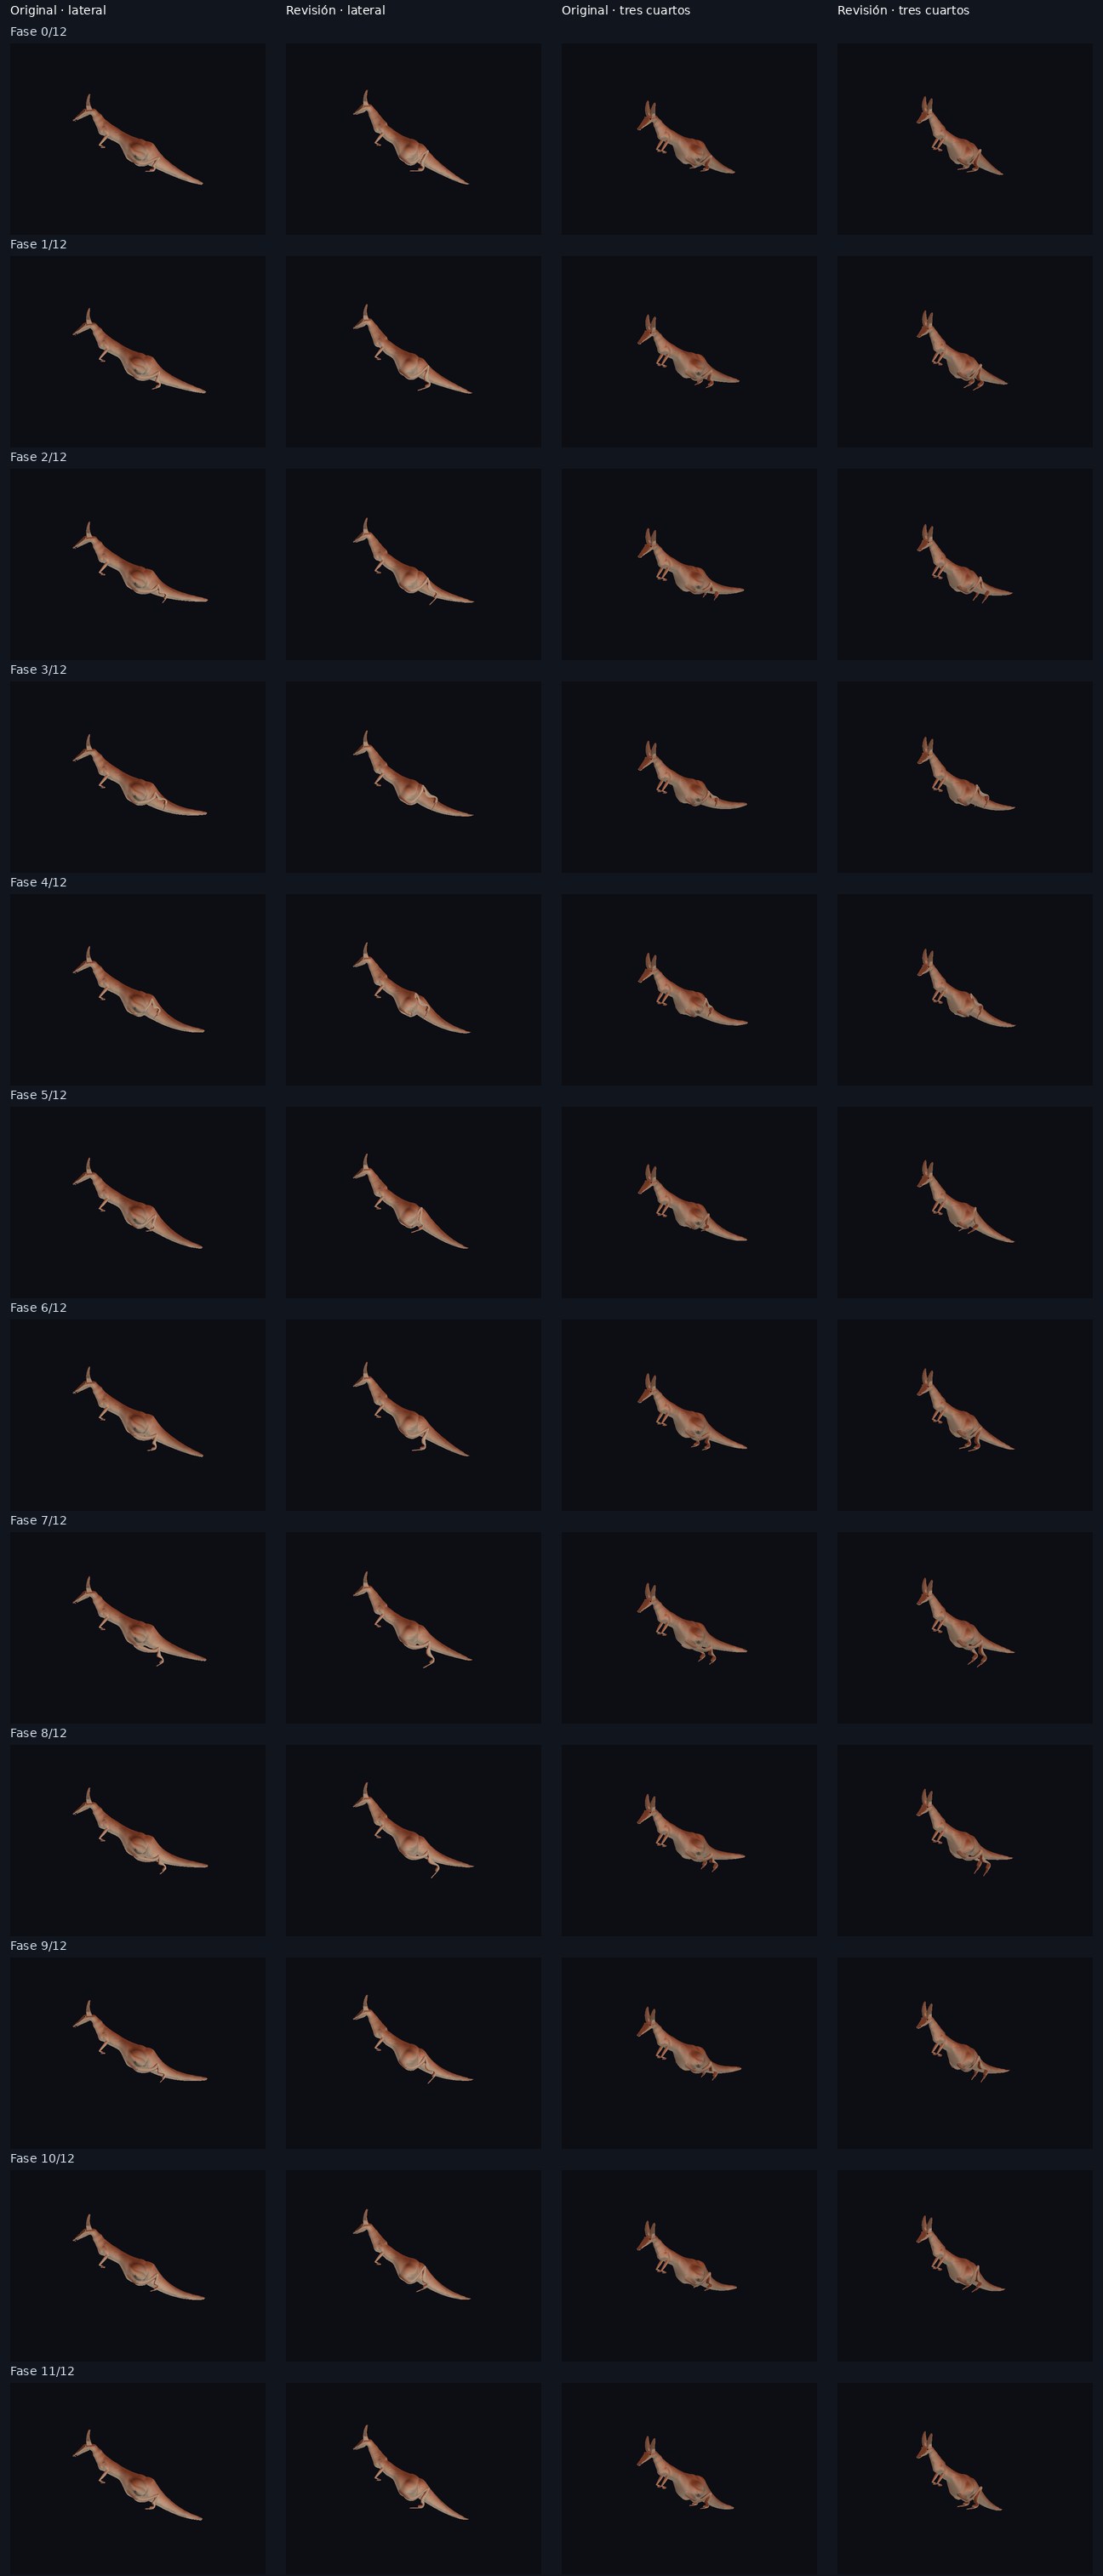 Original · lateral
Revisión · lateral
Original · tres cuartos
Revisión · tres cuartos
Fase 0/12
Fase 1/12
Fase 2/12
Fase 3/12
Fase 4/12
Fase 5/12
Fase 6/12
Fase 7/12
Fase 8/12
Fase 9/12
Fase 10/12
Fase 11/12